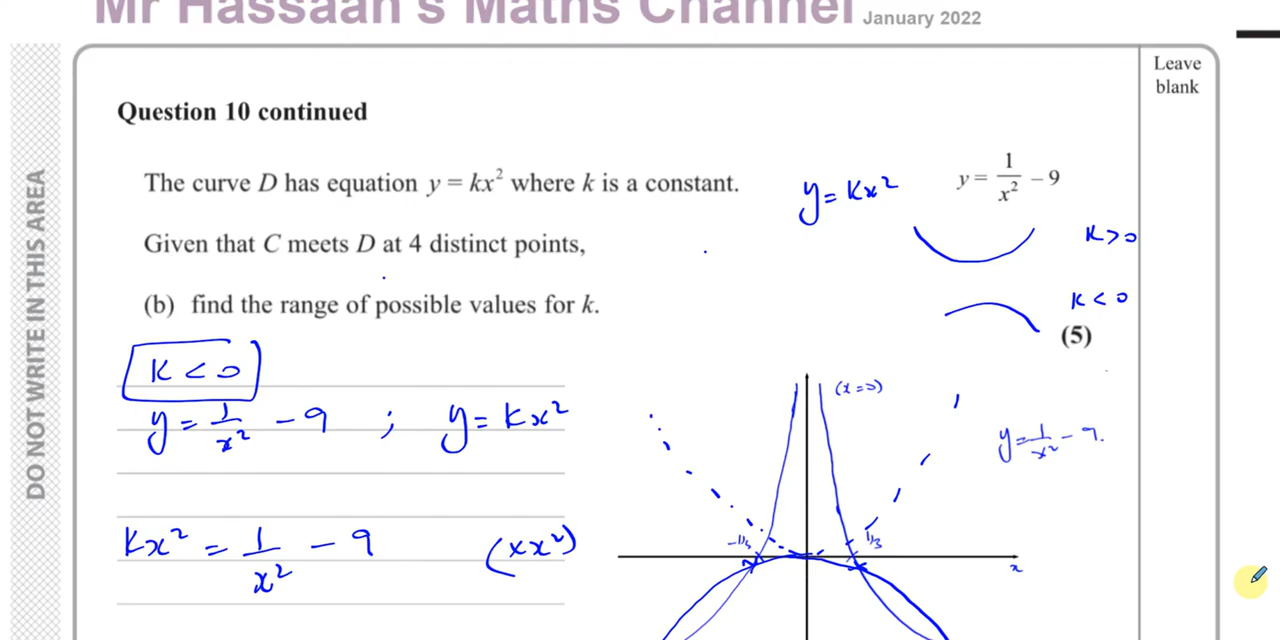 Mr Hassaan's Maths Channel January 2022
Leave
blank
DO NOT WRITE IN THIS AREA
Question 10 continued
The curve D has equation y = kx² where k is a constant.
y = kx²
y = 1/x² − 9
Given that C meets D at 4 distinct points,
k > 0
(b) find the range of possible values for k.
k < 0
(5)
k < 0
(x=0)
y = 1/x² − 9 ; y = kx²
y = 1/x² − 9.
kx² = 1/x² − 9 (×x²)
1/3
x